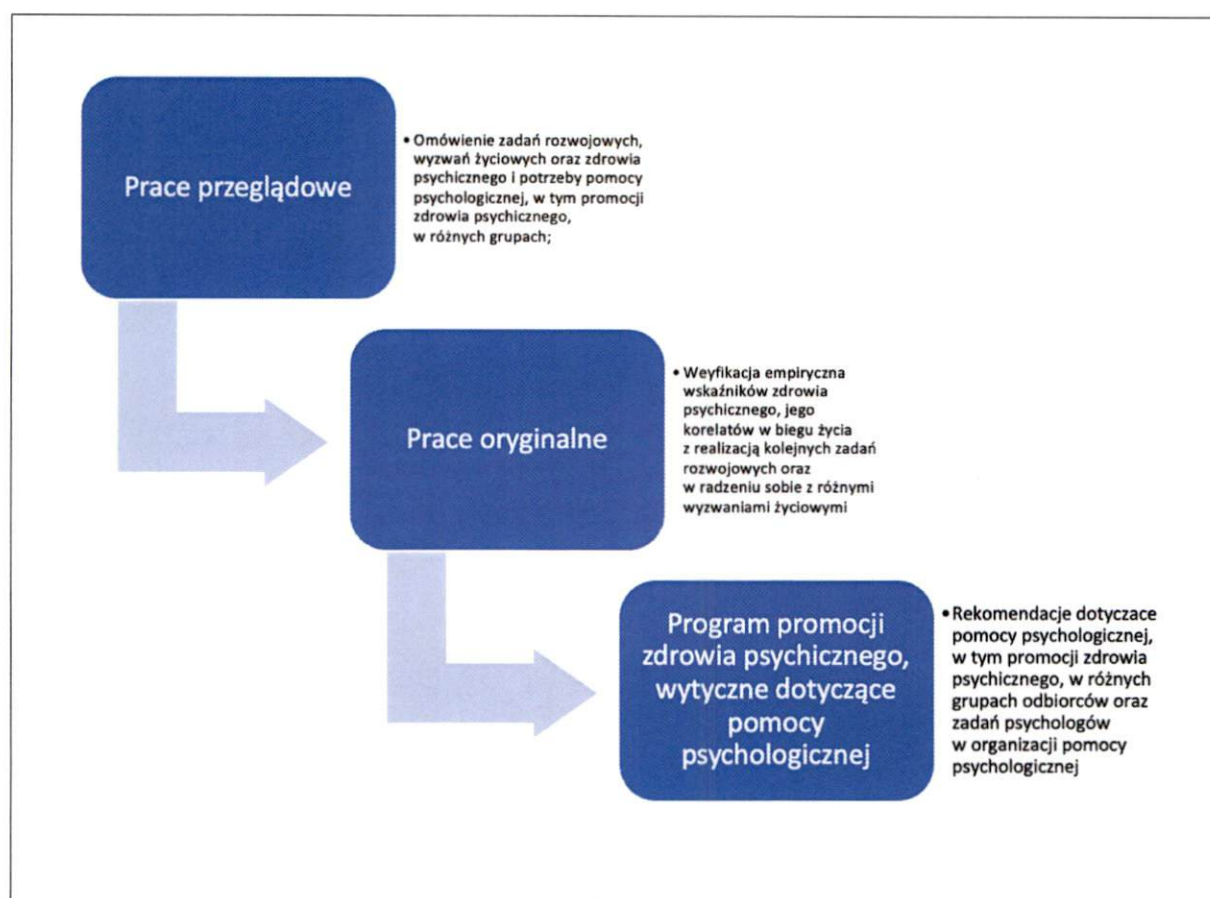 Prace przeglądowe
• Omówienie zadań rozwojowych,
wyzwań życiowych oraz zdrowia
psychicznego i potrzeby pomocy
psychologicznej, w tym promocji
zdrowia psychicznego,
w różnych grupach;
Prace oryginalne
• Weyfikacja empiryczna
wskaźników zdrowia
psychicznego, jego
korelatów w biegu życia
z realizacją kolejnych zadań
rozwojowych oraz
w radzeniu sobie z różnymi
wyzwaniami życiowymi
Program promocji
zdrowia psychicznego,
wytyczne dotyczące
pomocy
psychologicznej
• Rekomendacje dotyczace
pomocy psychologicznej,
w tym promocji zdrowia
psychicznego, w różnych
grupach odbiorców oraz
zadań psychologów
w organizacji pomocy
psychologicznej